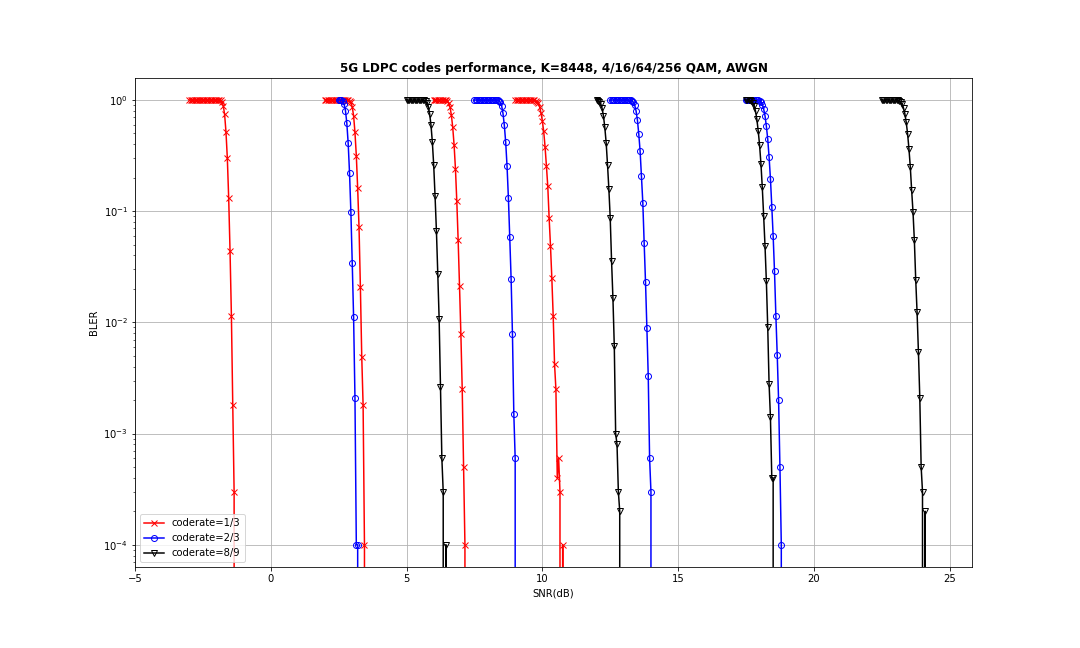 5G LDPC codes performance, K=8448, 4/16/64/256 QAM, AWGN
BLER
10⁰
10⁻¹
10⁻²
10⁻³
10⁻⁴
coderate=1/3
coderate=2/3
coderate=8/9
−5 0 5 10 15 20 25
SNR(dB)